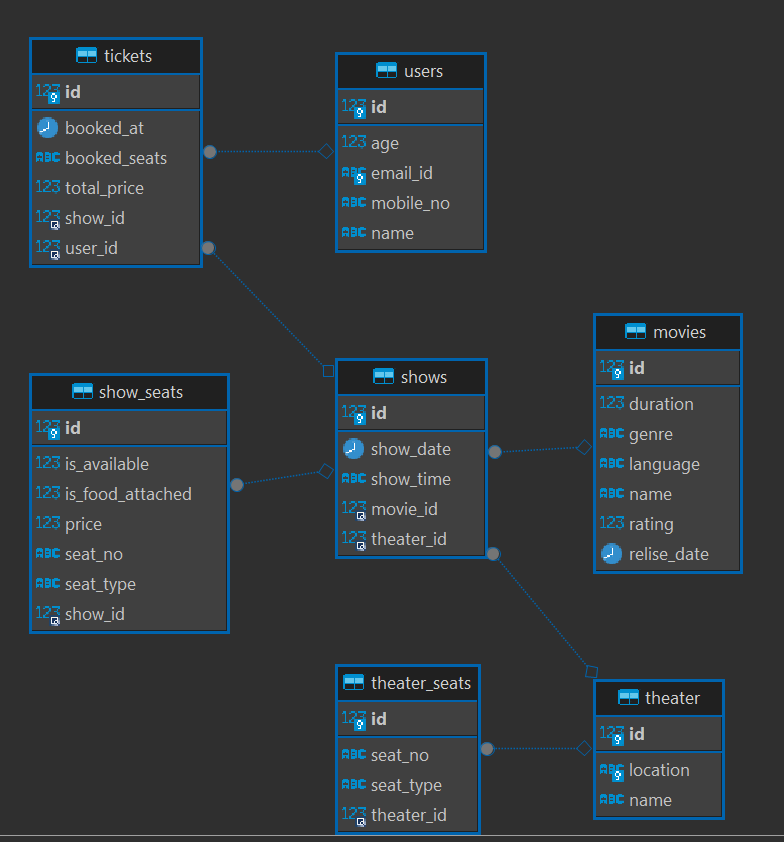 tickets
123 id
booked_at
ABC booked_seats
123 total_price
123 show_id
123 user_id
users
123 id
123 age
ABC email_id
ABC mobile_no
ABC name
show_seats
123 id
123 is_available
123 is_food_attached
123 price
ABC seat_no
ABC seat_type
123 show_id
shows
123 id
show_date
ABC show_time
123 movie_id
123 theater_id
movies
123 id
123 duration
ABC genre
ABC language
ABC name
123 rating
relise_date
theater_seats
123 id
ABC seat_no
ABC seat_type
123 theater_id
theater
123 id
ABC location
ABC name